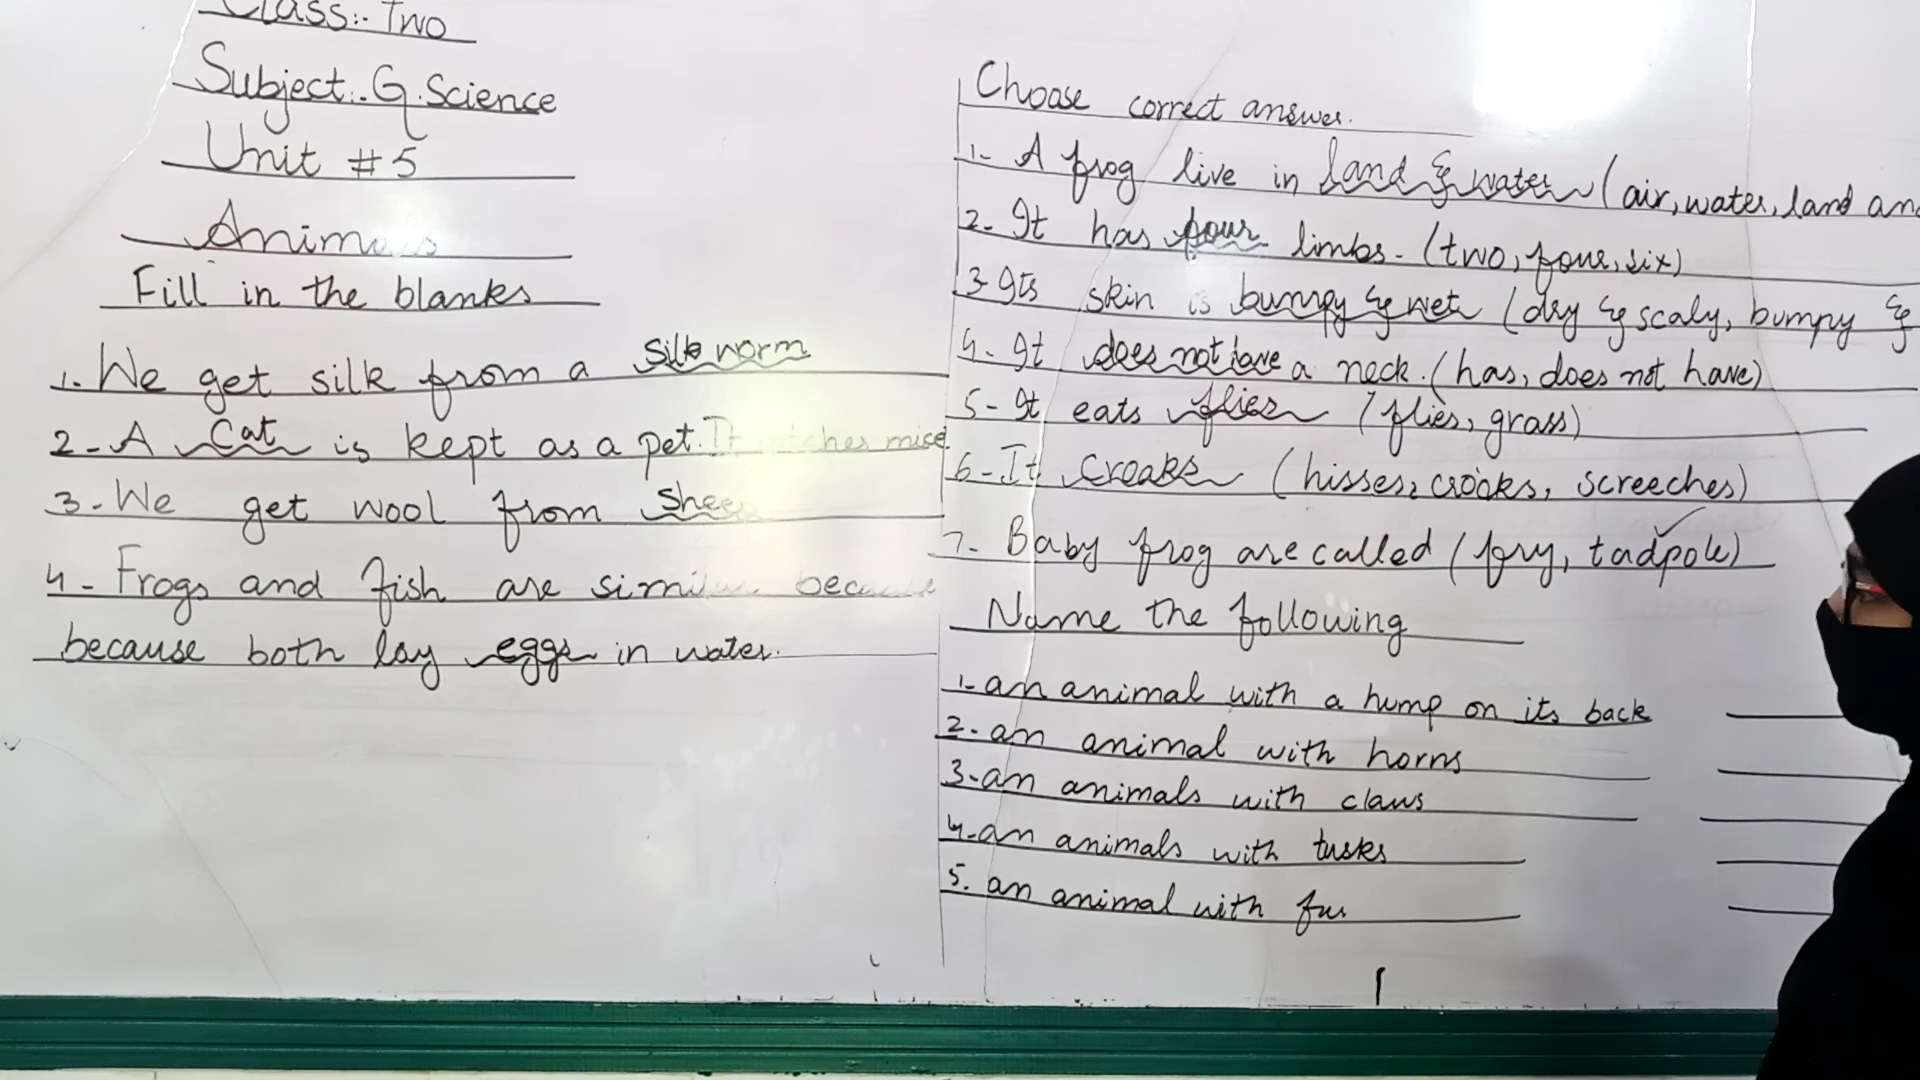 Class:- Two
Subject:-G.Science
Unit #5
Animals
Fill in the blanks
1. We get silk from a silk worm
2-A Cat is kept as a pet. It catches mice
3-We get wool from sheep
4-Frogs and fish are similar because
because both lay eggs in water.
Choose correct answer.
1- A frog live in land & water (air, water, land and
2-It has four limbs. (two, four, six)
3-Its skin is bumpy & wet (dry & scaly, bumpy &
4-It does not have a neck. (has, does not have)
5-It eats flies (flies, grass)
6-It croaks (hisses, croaks, screeches)
7- Baby frog are called (fry, tadpole)
Name the following
1-an animal with a hump on its back
2-an animal with horns
3-an animals with claws
4-an animals with tusks
5. an animal with fur